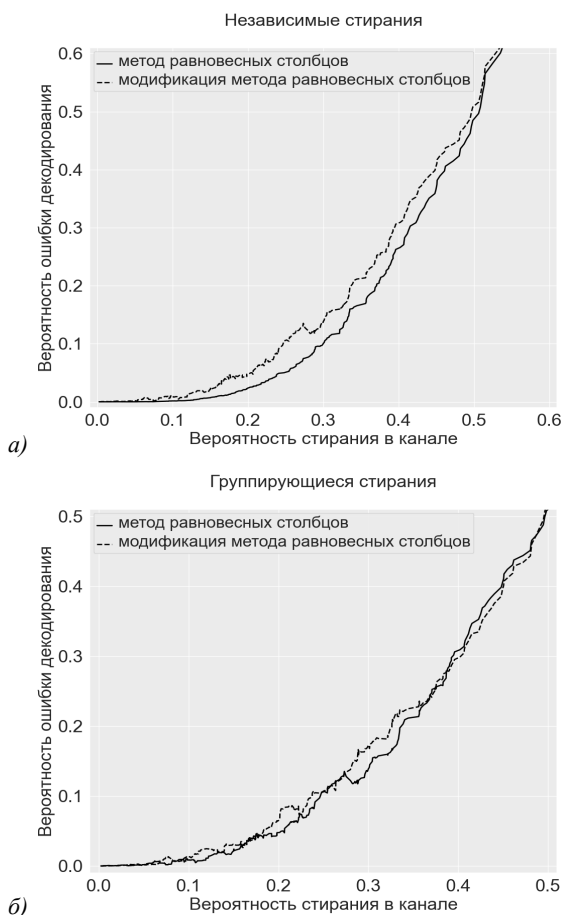 Независимые стирания
0.6
метод равновесных столбцов
модификация метода равновесных столбцов
0.5
0.4
0.3
0.2
0.1
0.0
Вероятность ошибки декодирования
0.0 0.1 0.2 0.3 0.4 0.5 0.6
Вероятность стирания в канале
а)
Группирующиеся стирания
0.5
метод равновесных столбцов
модификация метода равновесных столбцов
0.4
0.3
0.2
0.1
0.0
Вероятность ошибки декодирования
0.0 0.1 0.2 0.3 0.4 0.5
Вероятность стирания в канале
б)